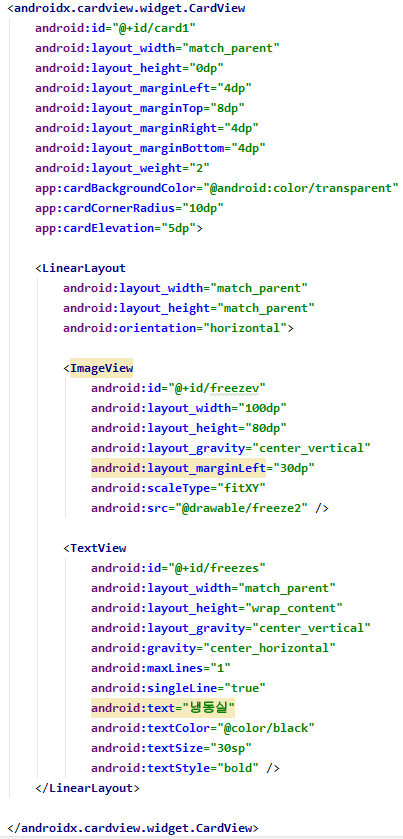 <androidx.cardview.widget.CardView
android:id="@+id/card1"
android:layout_width="match_parent"
android:layout_height="0dp"
android:layout_marginLeft="4dp"
android:layout_marginTop="8dp"
android:layout_marginRight="4dp"
android:layout_marginBottom="4dp"
android:layout_weight="2"
app:cardBackgroundColor="@android:color/transparent"
app:cardCornerRadius="10dp"
app:cardElevation="5dp">
<LinearLayout
android:layout_width="match_parent"
android:layout_height="match_parent"
android:orientation="horizontal">
<ImageView
android:id="@+id/freezev"
android:layout_width="100dp"
android:layout_height="80dp"
android:layout_gravity="center_vertical"
android:layout_marginLeft="30dp"
android:scaleType="fitXY"
android:src="@drawable/freeze2" />
<TextView
android:id="@+id/freezes"
android:layout_width="match_parent"
android:layout_height="wrap_content"
android:layout_gravity="center_vertical"
android:gravity="center_horizontal"
android:maxLines="1"
android:singleLine="true"
android:text="냉동실"
android:textColor="@color/black"
android:textSize="30sp"
android:textStyle="bold" />
</LinearLayout>
</androidx.cardview.widget.CardView>